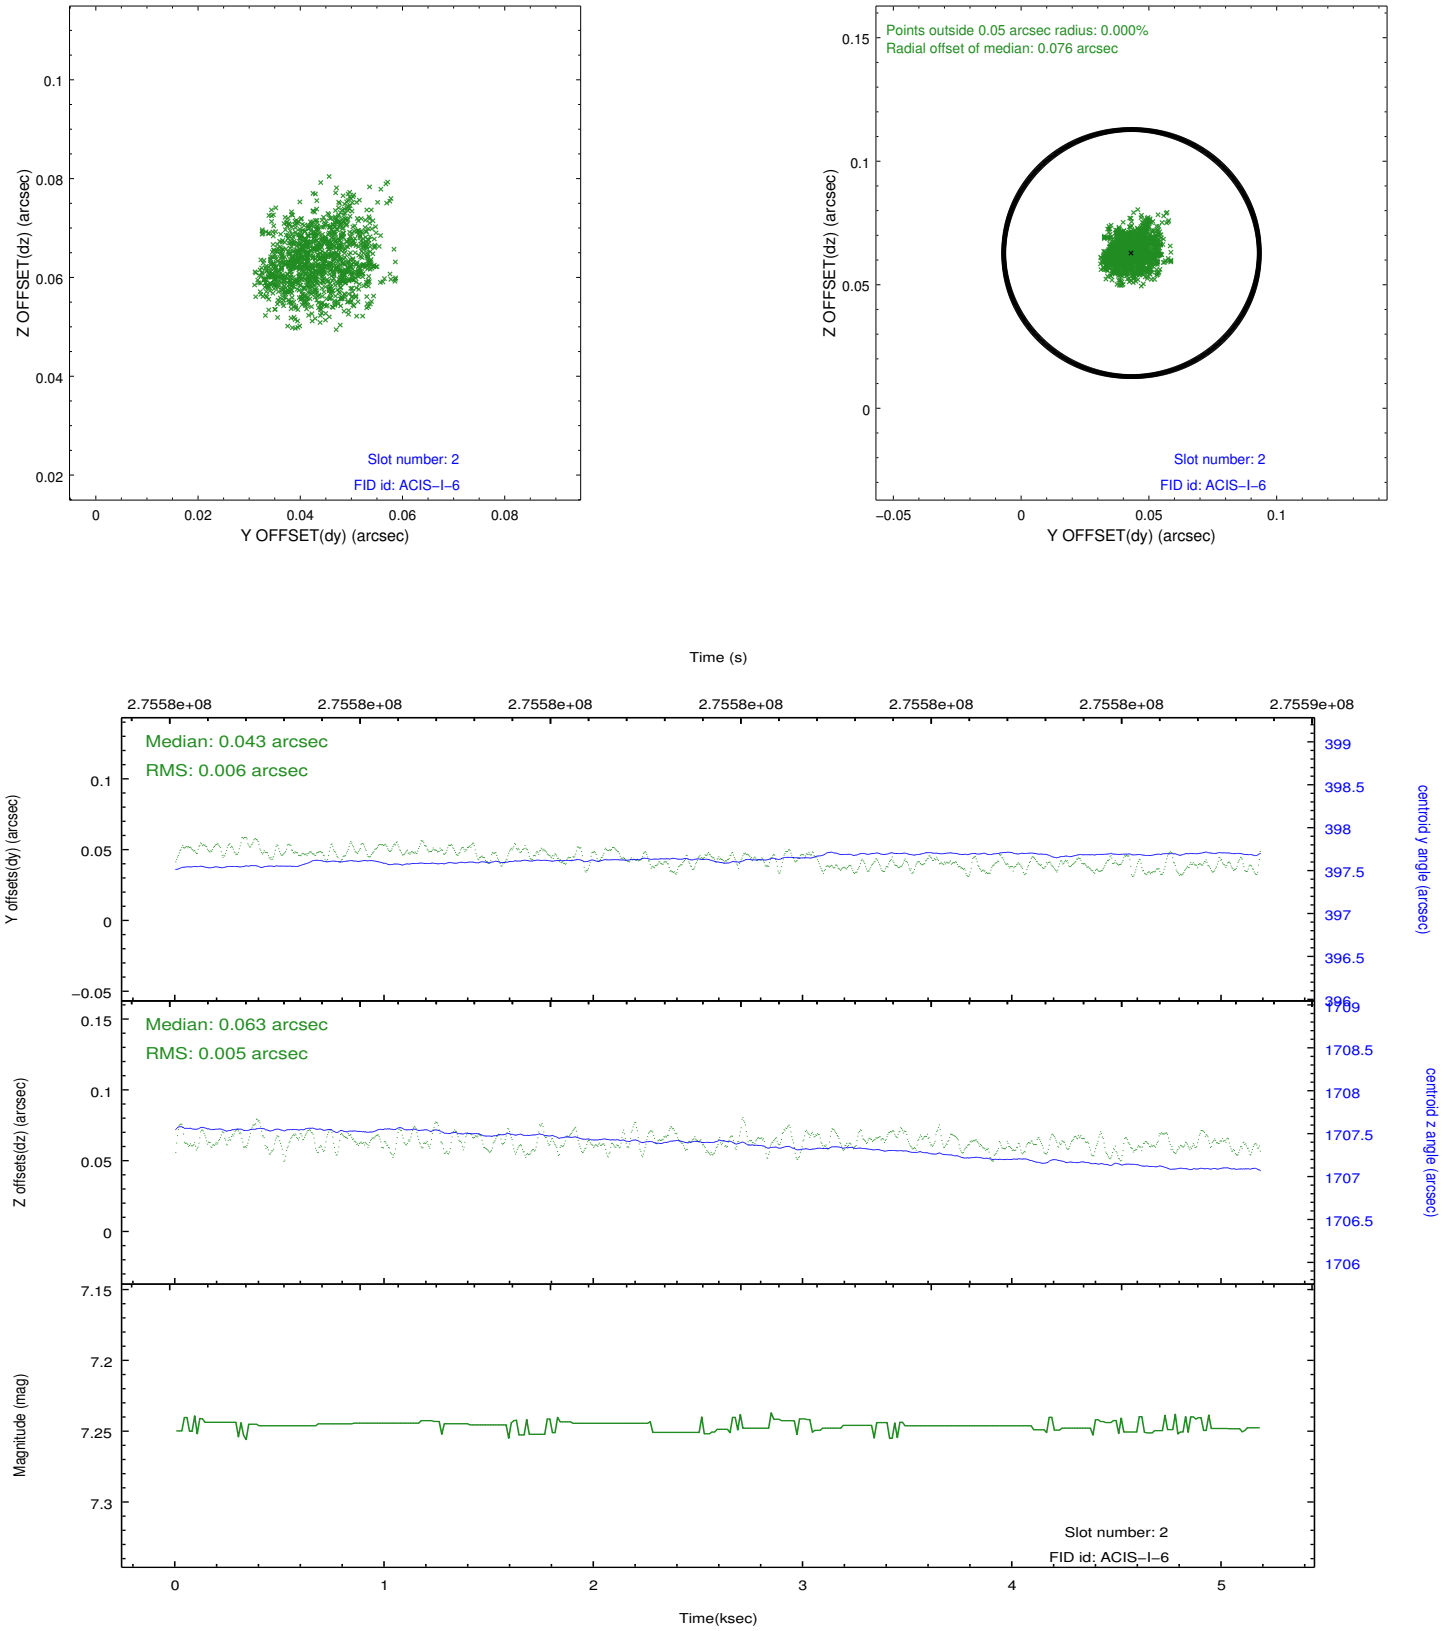 0.1
0.08
0.06
0.04
0.02
Z OFFSET(dz) (arcsec)
Slot number: 2
FID id: ACIS−I−6
0 0.02 0.04 0.06 0.08
Y OFFSET(dy) (arcsec)
Points outside 0.05 arcsec radius: 0.000%
Radial offset of median: 0.076 arcsec
0.15
0.1
0.05
0
Z OFFSET(dz) (arcsec)
Slot number: 2
FID id: ACIS−I−6
−0.05 0 0.05 0.1
Y OFFSET(dy) (arcsec)
Time (s)
2.7558e+08 2.7558e+08 2.7558e+08 2.7558e+08 2.7558e+08 2.7558e+08 2.7559e+08
Median: 0.043 arcsec
RMS: 0.006 arcsec
0.1
0.05
0
−0.05
Y offsets(dy) (arcsec)
399
398.5
398
397.5
397
396.5
396
centroid y angle (arcsec)
Median: 0.063 arcsec
RMS: 0.005 arcsec
0.15
0.1
0.05
0
Z offsets(dz) (arcsec)
1709
1708.5
1708
1707.5
1707
1706.5
1706
centroid z angle (arcsec)
7.15
7.2
7.25
7.3
Magnitude (mag)
Slot number: 2
FID id: ACIS−I−6
0 1 2 3 4 5
Time(ksec)